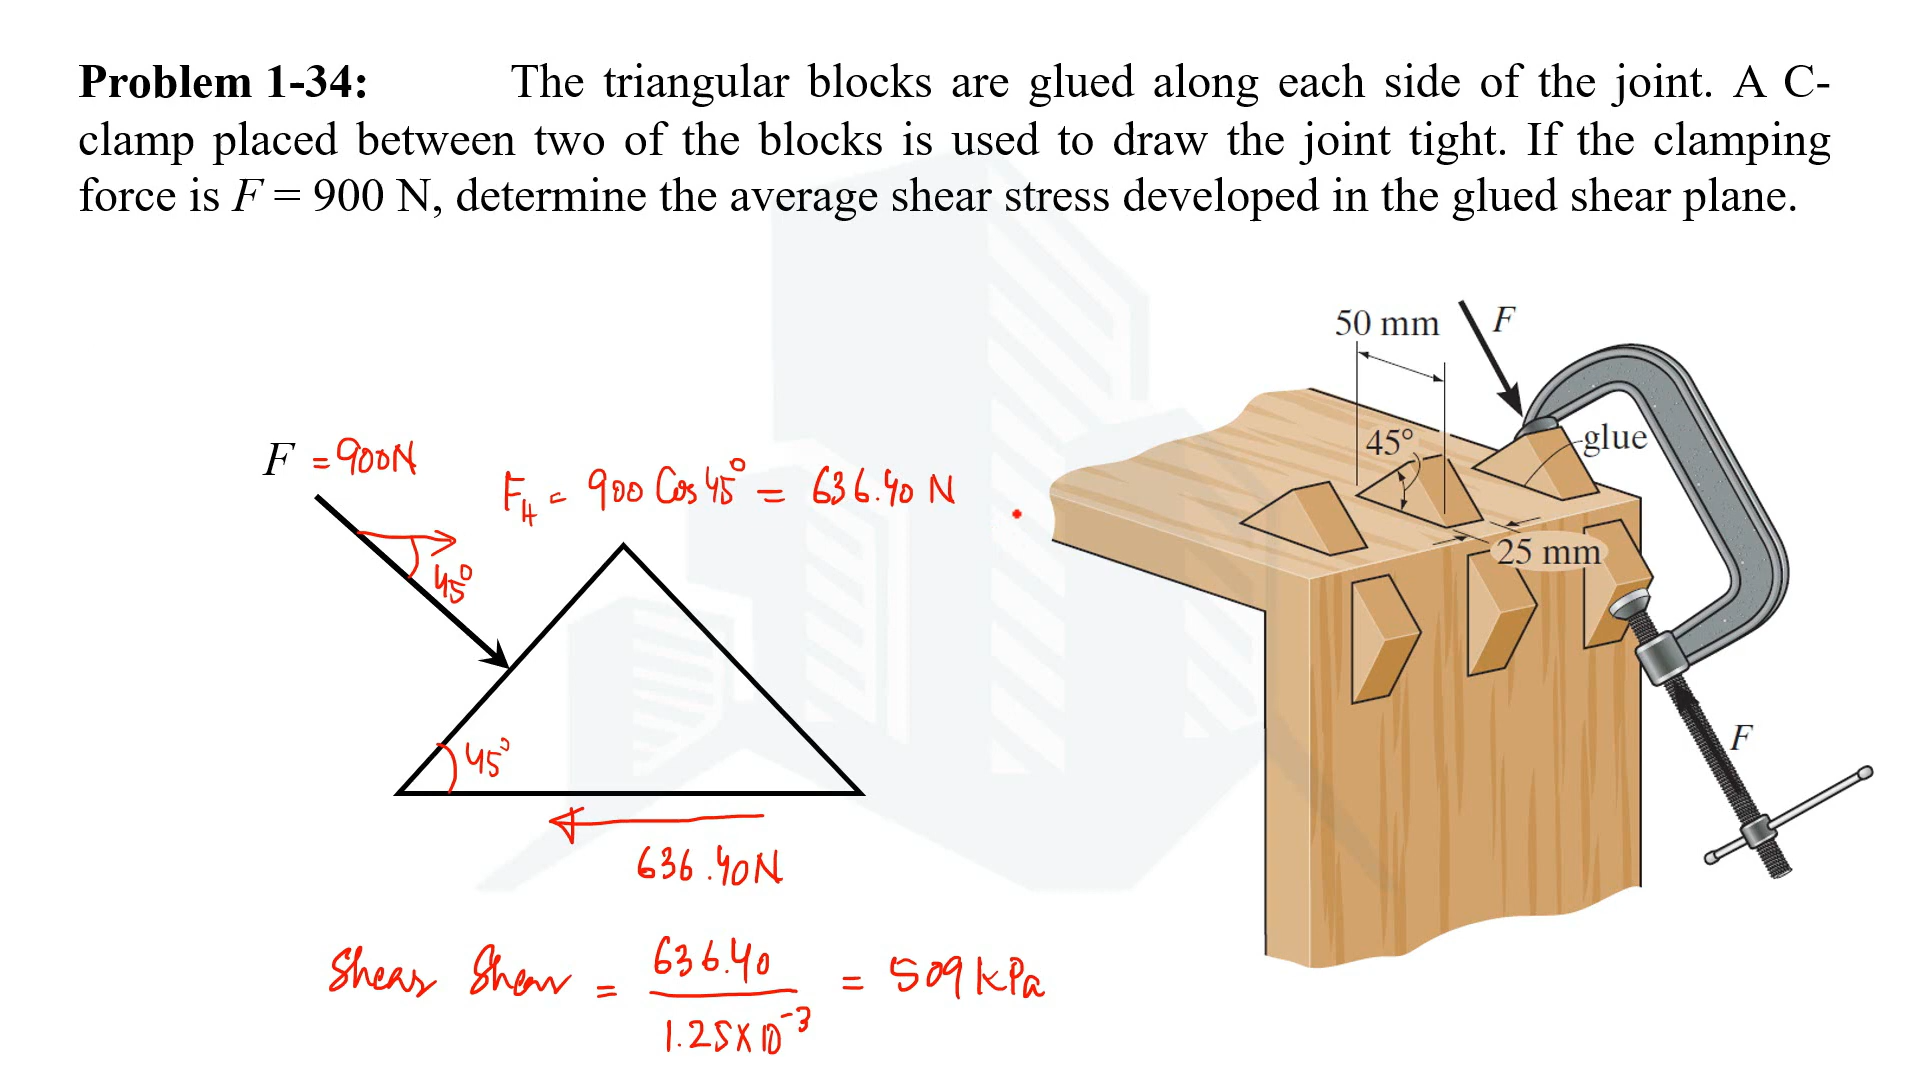 Problem 1-34: The triangular blocks are glued along each side of the joint. A C-
clamp placed between two of the blocks is used to draw the joint tight. If the clamping
force is F = 900 N, determine the average shear stress developed in the glued shear plane.
50 mm
F
45°
glue
25 mm
F
F = 900N
F_H = 900 Cos 45° = 636.40 N
45°
45°
636.40N
Shear Shear = 636.40 / 1.25×10⁻³ = 509 kPa